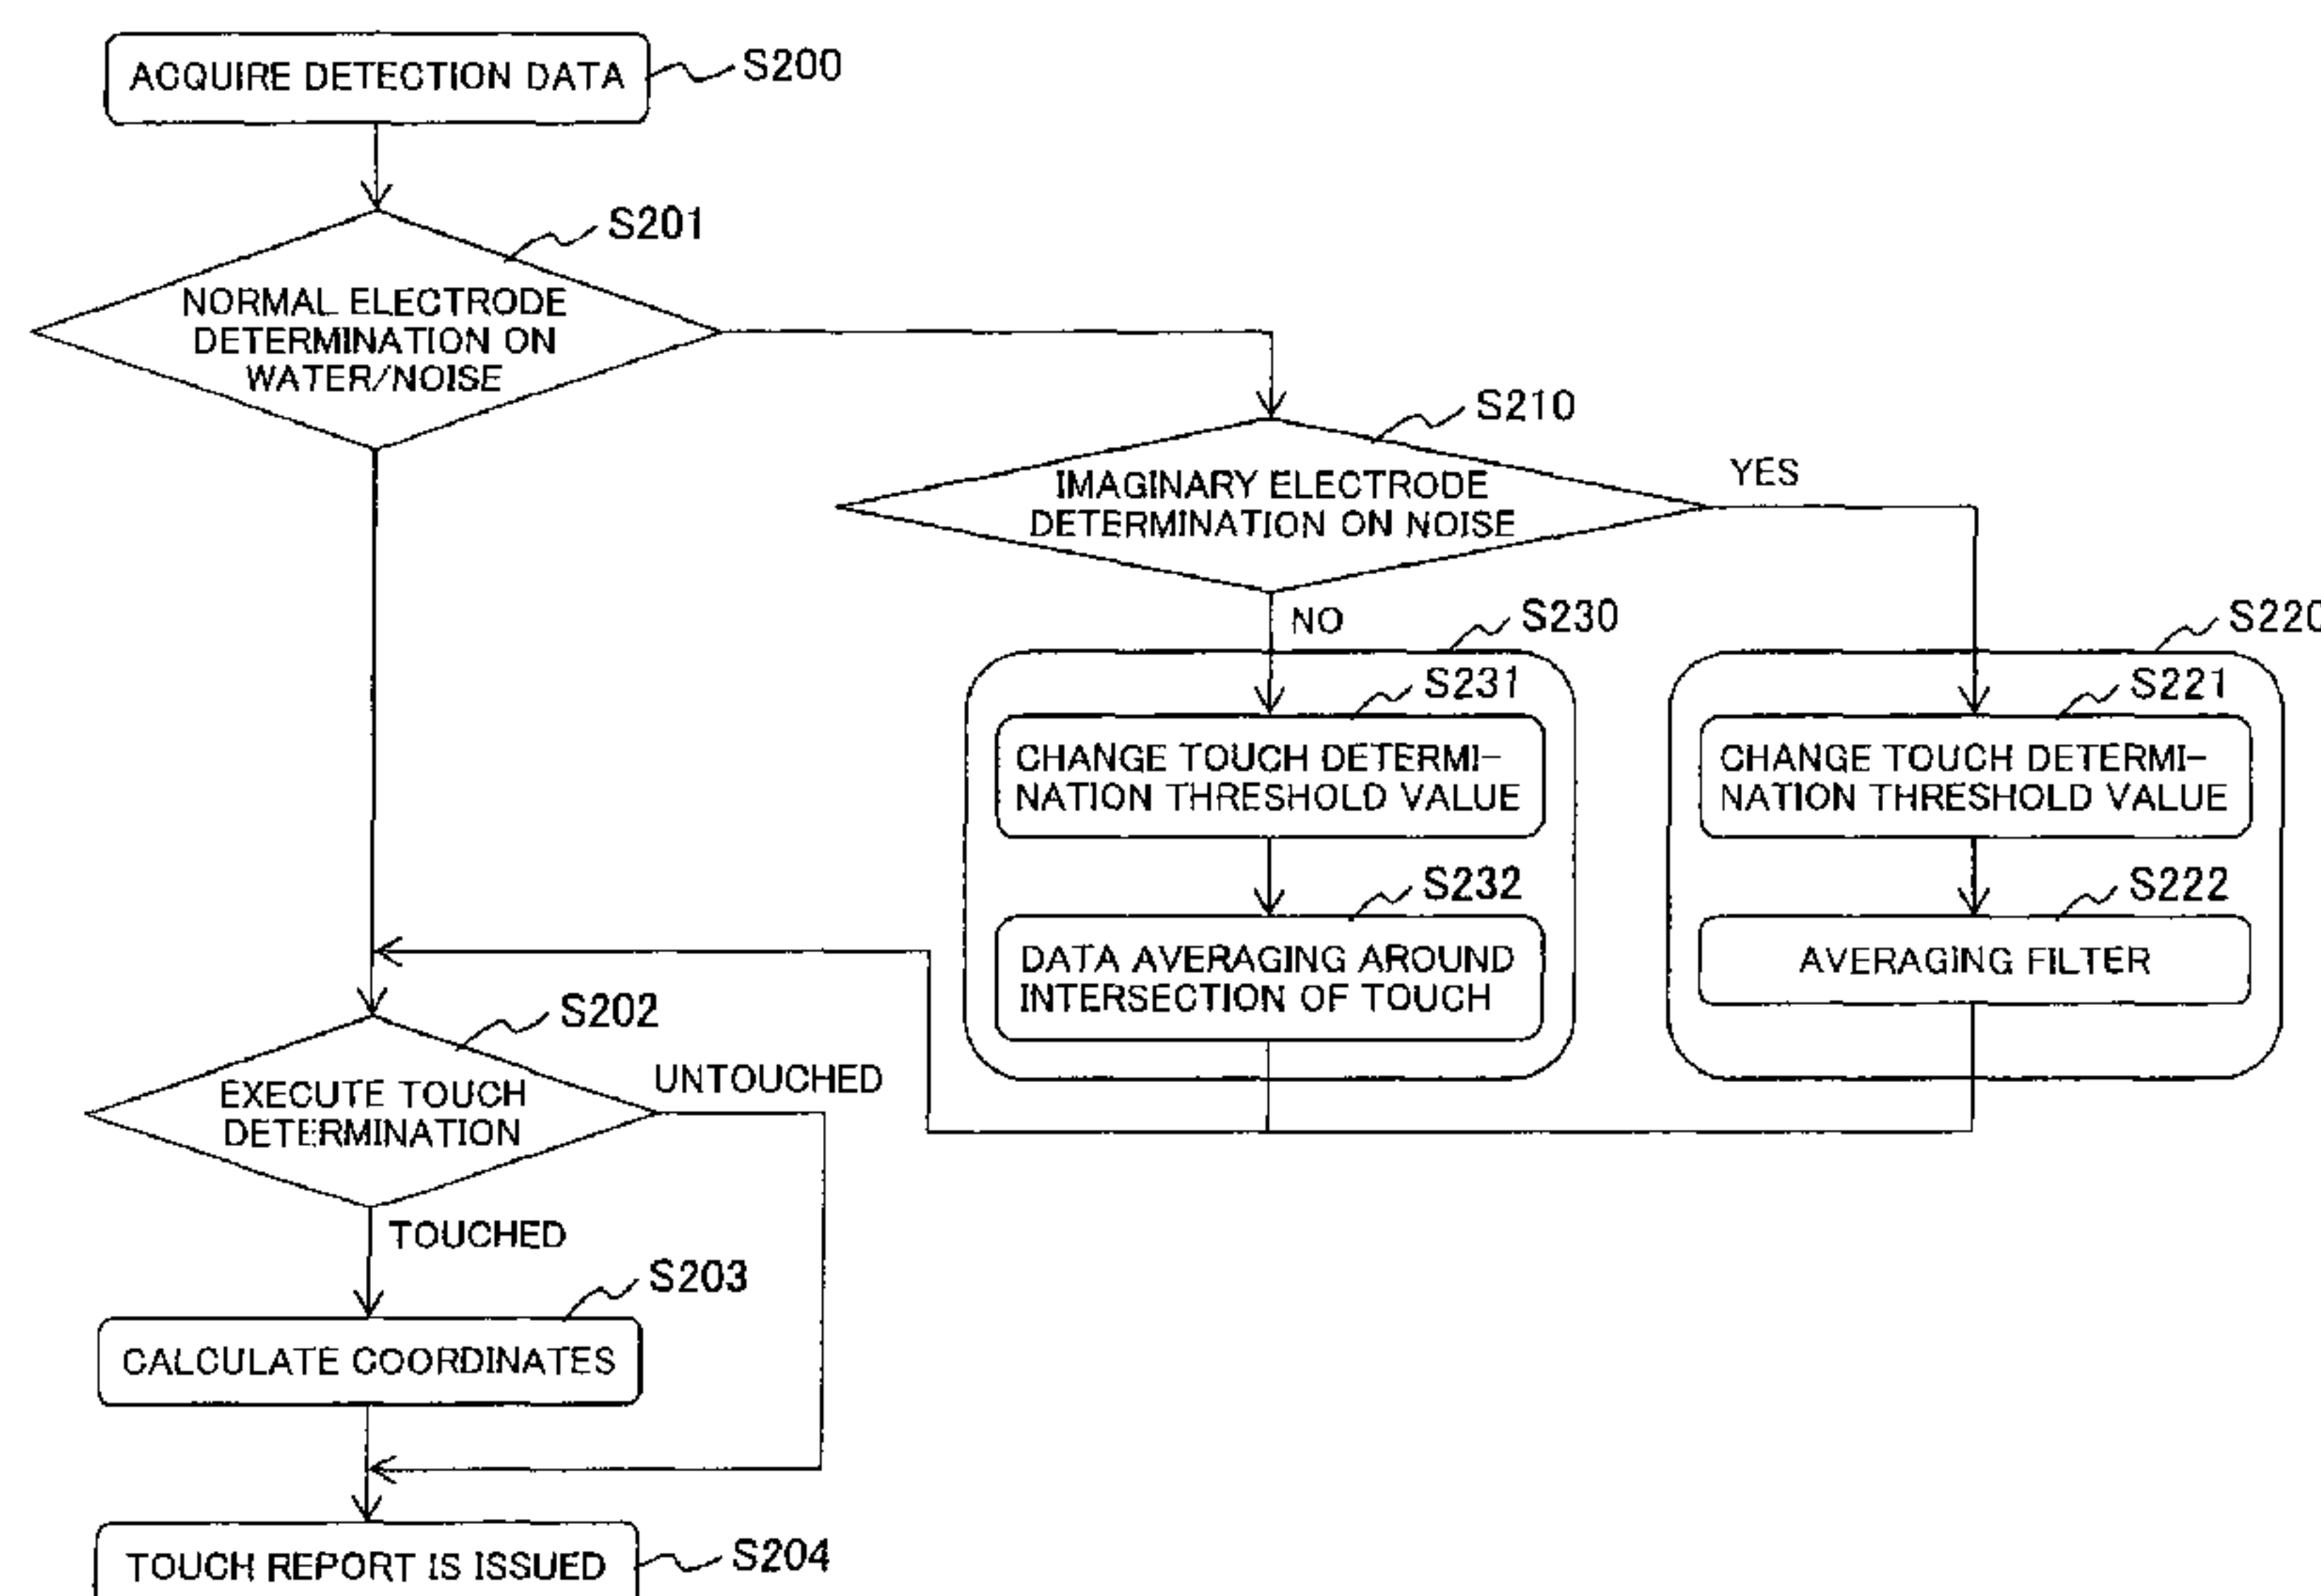 ACQUIRE DETECTION DATA
S200
S201
NORMAL ELECTRODE
DETERMINATION ON
WATER/NOISE
S210
IMAGINARY ELECTRODE
DETERMINATION ON NOISE
YES
NO
S230
S220
S231
CHANGE TOUCH DETERMI-
NATION THRESHOLD VALUE
S221
CHANGE TOUCH DETERMI-
NATION THRESHOLD VALUE
S232
DATA AVERAGING AROUND
INTERSECTION OF TOUCH
S222
AVERAGING FILTER
S202
EXECUTE TOUCH
DETERMINATION
UNTOUCHED
TOUCHED
S203
CALCULATE COORDINATES
TOUCH REPORT IS ISSUED
S204